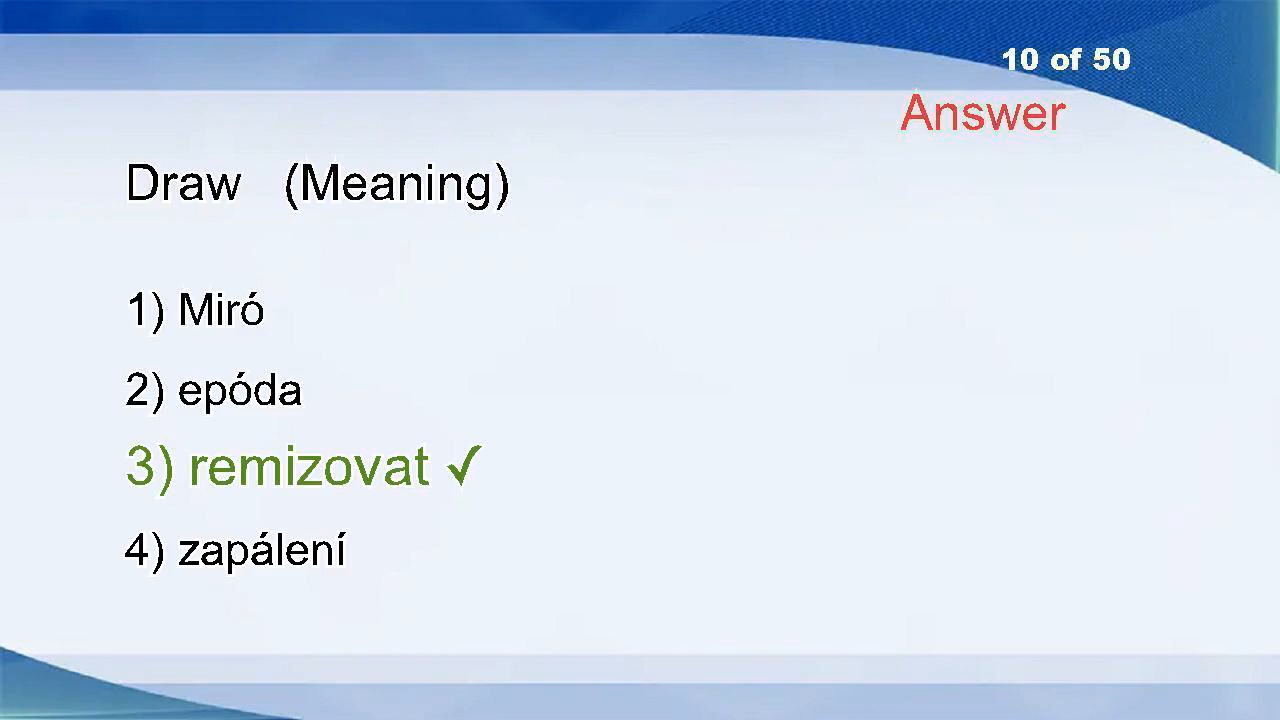 10 of 50
Answer
Draw (Meaning)
1) Miró
2) epóda
3) remizovat ✓
4) zapálení